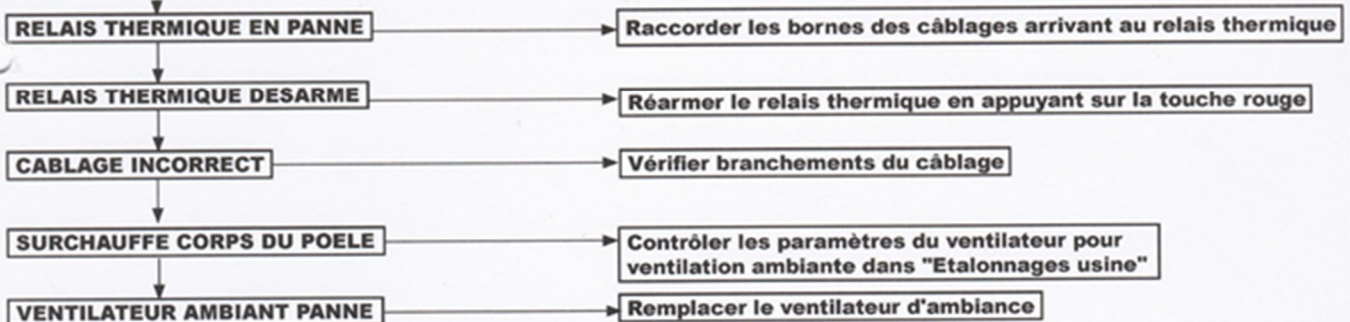 RELAIS THERMIQUE EN PANNE
Raccorder les bornes des câblages arrivant au relais thermique
RELAIS THERMIQUE DESARME
Réarmer le relais thermique en appuyant sur la touche rouge
CABLAGE INCORRECT
Vérifier branchements du câblage
SURCHAUFFE CORPS DU POELE
Contrôler les paramètres du ventilateur pour
ventilation ambiante dans "Etalonnages usine"
VENTILATEUR AMBIANT PANNE
Remplacer le ventilateur d'ambiance